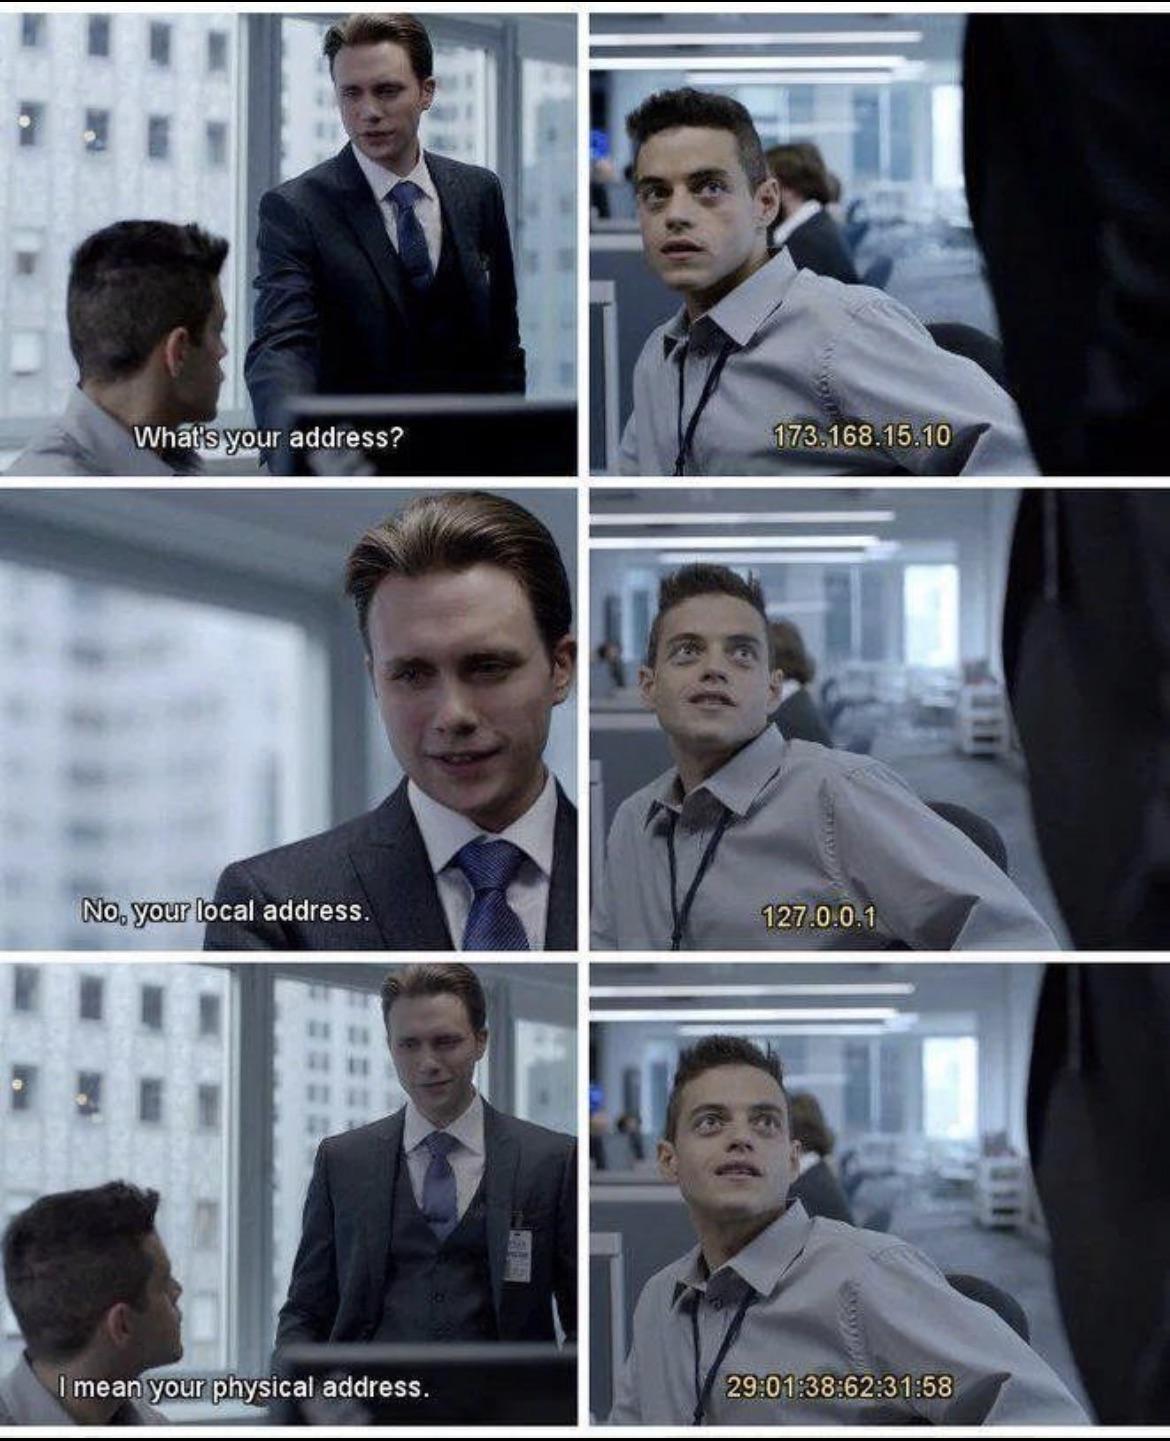 What's your address?
173.168.15.10
No, your local address.
127.0.0.1
I mean your physical address.
29:01:38:62:31:58